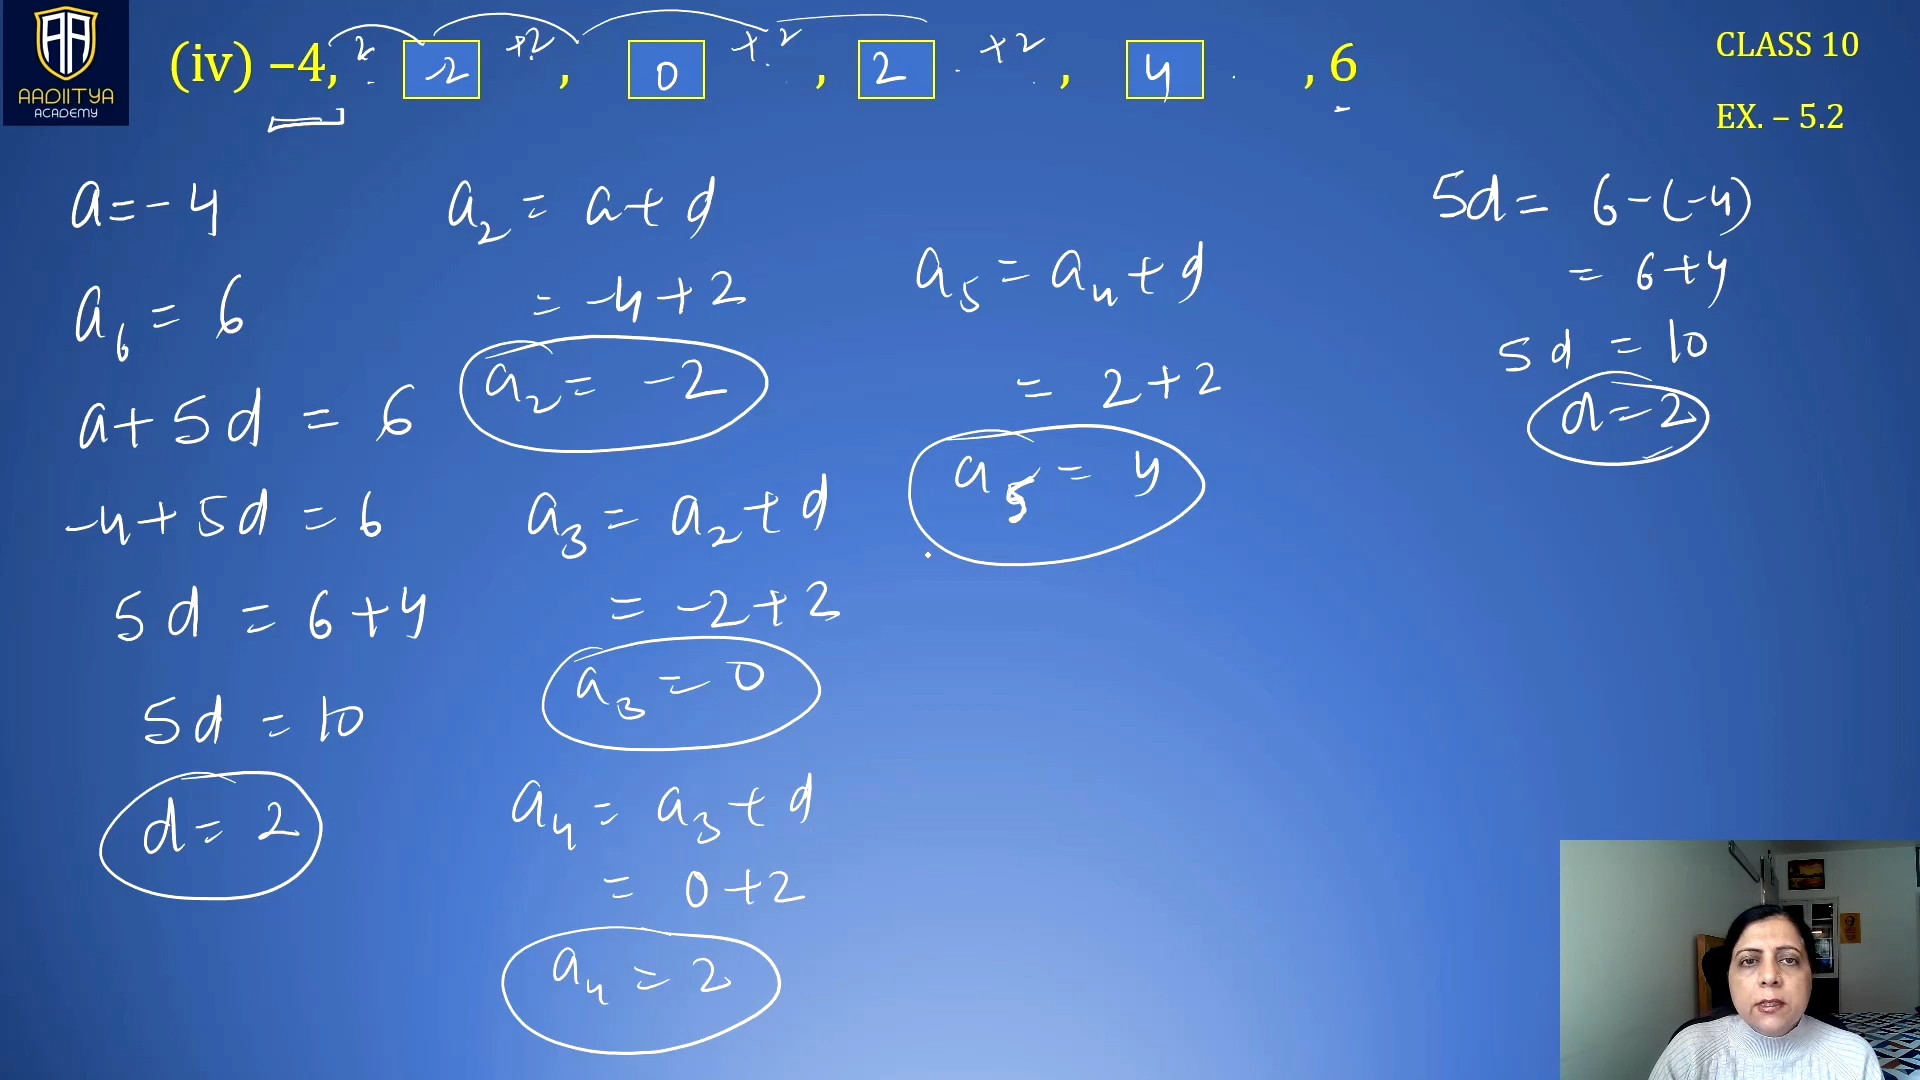 AA
AADIITYA
ACADEMY
(iv) –4, 2 -2 +2, 0 +2, 2 +2, 4, 6
CLASS 10
EX. – 5.2
a = -4
a₆ = 6
a + 5d = 6
-4 + 5d = 6
5d = 6 + 4
5d = 10
d = 2
a₂ = a + d
= -4 + 2
a₂ = -2
a₃ = a₂ + d
= -2 + 2
a₃ = 0
a₄ = a₃ + d
= 0 + 2
a₄ = 2
a₅ = a₄ + d
= 2 + 2
a₅ = 4
5d = 6 - (-4)
= 6 + 4
5d = 10
d = 2